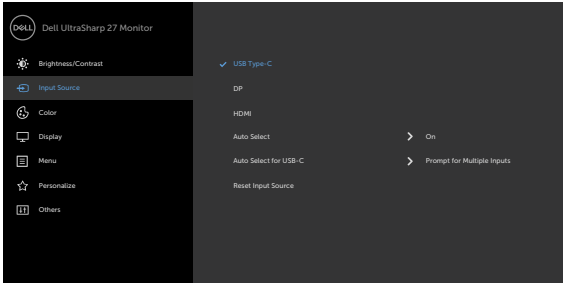 DELL Dell UltraSharp 27 Monitor
Brightness/Contrast
USB Type-C
Input Source
DP
Color
HDMI
Display
Auto Select On
Menu
Auto Select for USB-C Prompt for Multiple Inputs
Personalize
Reset Input Source
Others